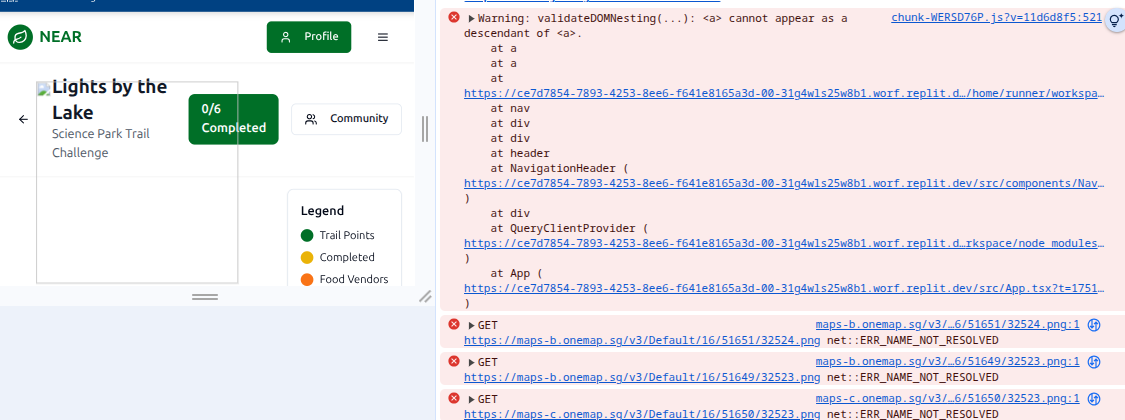 NEAR
Profile
Lights by the
Lake
Science Park Trail
Challenge
0/6
Completed
Community
Legend
Trail Points
Completed
Food Vendors
Warning: validateDOMNesting(...): <a> cannot appear as a chunk-WERSD76P.js?v=11d6d8f5:521
descendant of <a>.
at a
at a
at
https://ce7d7854-7893-4253-8ee6-f641e8165a3d-00-31g4wls25w8b1.worf.replit.d…/home/runner/workspa…
at nav
at div
at div
at header
at NavigationHeader (
https://ce7d7854-7893-4253-8ee6-f641e8165a3d-00-31g4wls25w8b1.worf.replit.dev/src/components/Nav…
)
at div
at QueryClientProvider (
https://ce7d7854-7893-4253-8ee6-f641e8165a3d-00-31g4wls25w8b1.worf.replit.d…rkspace/node_modules…
)
at App (
https://ce7d7854-7893-4253-8ee6-f641e8165a3d-00-31g4wls25w8b1.worf.replit.dev/src/App.tsx?t=1751…
)
GET maps-b.onemap.sg/v3/…6/51651/32524.png:1
https://maps-b.onemap.sg/v3/Default/16/51651/32524.png net::ERR_NAME_NOT_RESOLVED
GET maps-b.onemap.sg/v3/…6/51649/32523.png:1
https://maps-b.onemap.sg/v3/Default/16/51649/32523.png net::ERR_NAME_NOT_RESOLVED
GET maps-c.onemap.sg/v3/…6/51650/32523.png:1
https://maps-c.onemap.sg/v3/Default/16/51650/32523.png net::ERR_NAME_NOT_RESOLVED